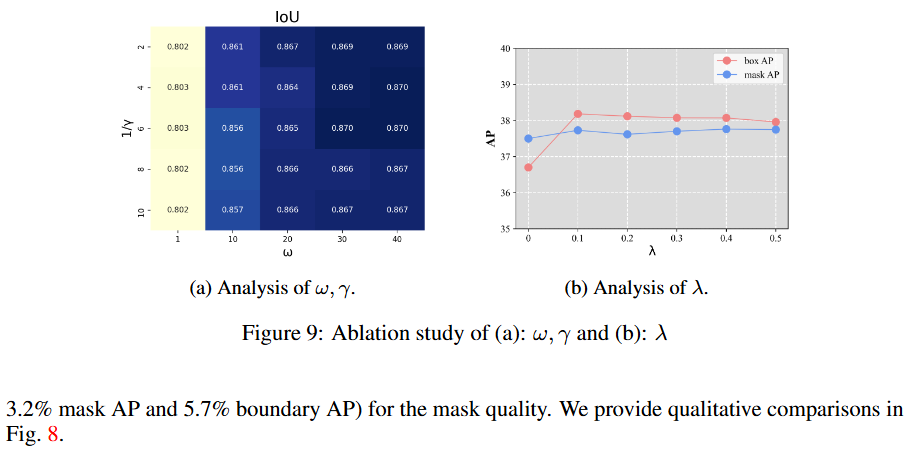 IoU
1/γ
2 0.802 0.861 0.867 0.869 0.869
4 0.803 0.861 0.864 0.869 0.870
6 0.803 0.856 0.865 0.870 0.870
8 0.802 0.856 0.866 0.868 0.867
10 0.802 0.857 0.866 0.867 0.867
1 10 20 30 40
ω
box AP
mask AP
AP
40
39
38
37
36
35
0 0.1 0.2 0.3 0.4 0.5
λ
(a) Analysis of ω, γ.
(b) Analysis of λ.
Figure 9: Ablation study of (a): ω, γ and (b): λ
3.2% mask AP and 5.7% boundary AP) for the mask quality. We provide qualitative comparisons in
Fig. 8.